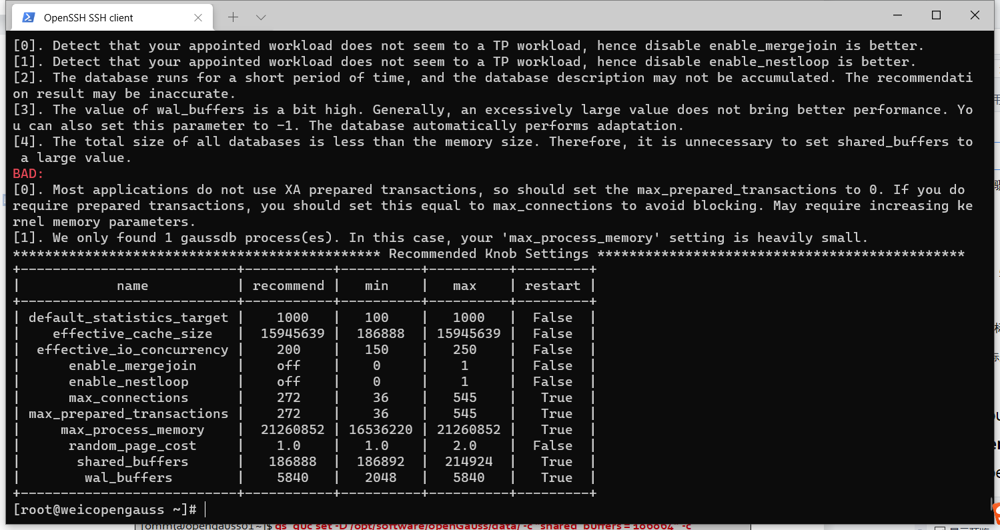 OpenSSH SSH client
[0]. Detect that your appointed workload does not seem to a TP workload, hence disable enable_mergejoin is better.
[1]. Detect that your appointed workload does not seem to a TP workload, hence disable enable_nestloop is better.
[2]. The database runs for a short period of time, and the database description may not be accumulated. The recommendati
on result may be inaccurate.
[3]. The value of wal_buffers is a bit high. Generally, an excessively large value does not bring better performance. Yo
u can also set this parameter to -1. The database automatically performs adaptation.
[4]. The total size of all databases is less than the memory size. Therefore, it is unnecessary to set shared_buffers to
 a large value.
BAD:
[0]. Most applications do not use XA prepared transactions, so should set the max_prepared_transactions to 0. If you do
require prepared transactions, you should set this equal to max_connections to avoid blocking. May require increasing ke
rnel memory parameters.
[1]. We only found 1 gaussdb process(es). In this case, your 'max_process_memory' setting is heavily small.
********************************************** Recommended Knob Settings **********************************************
+---------------------------+-----------+----------+----------+---------+
|            name           | recommend |   min    |   max    | restart |
+---------------------------+-----------+----------+----------+---------+
| default_statistics_target |    1000   |   100    |   1000   |  False  |
|    effective_cache_size   |  15945639 |  186888  | 15945639 |  False  |
|  effective_io_concurrency |    200    |   150    |   250    |  False  |
|      enable_mergejoin     |    off    |    0     |    1     |  False  |
|      enable_nestloop      |    off    |    0     |    1     |  False  |
|      max_connections      |    272    |    36    |   545    |   True  |
| max_prepared_transactions |    272    |    36    |   545    |   True  |
|     max_process_memory    |  21260852 | 16536220 | 21260852 |   True  |
|      random_page_cost     |    1.0    |   1.0    |   2.0    |  False  |
|       shared_buffers      |   186888  |  186892  |  214924  |   True  |
|        wal_buffers        |    5840   |   2048   |   5840   |   True  |
+---------------------------+-----------+----------+----------+---------+
[root@weicopengauss ~]#